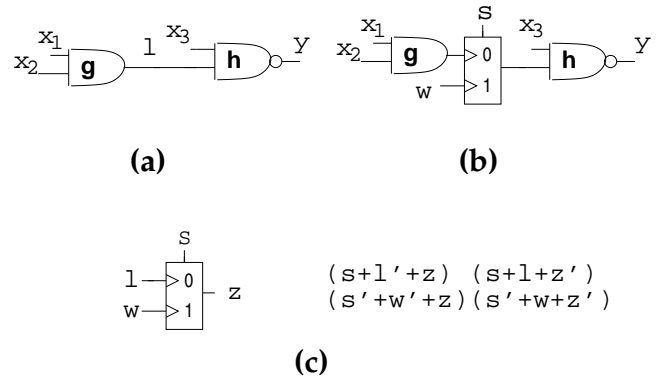 s
x1 l x3 y x1 x3 y
x2 g h x2 g 0 h
w 1
(a) (b)
s
l 0 z (s+l'+z) (s+l+z')
w 1 (s'+w'+z)(s'+w+z')
(c)